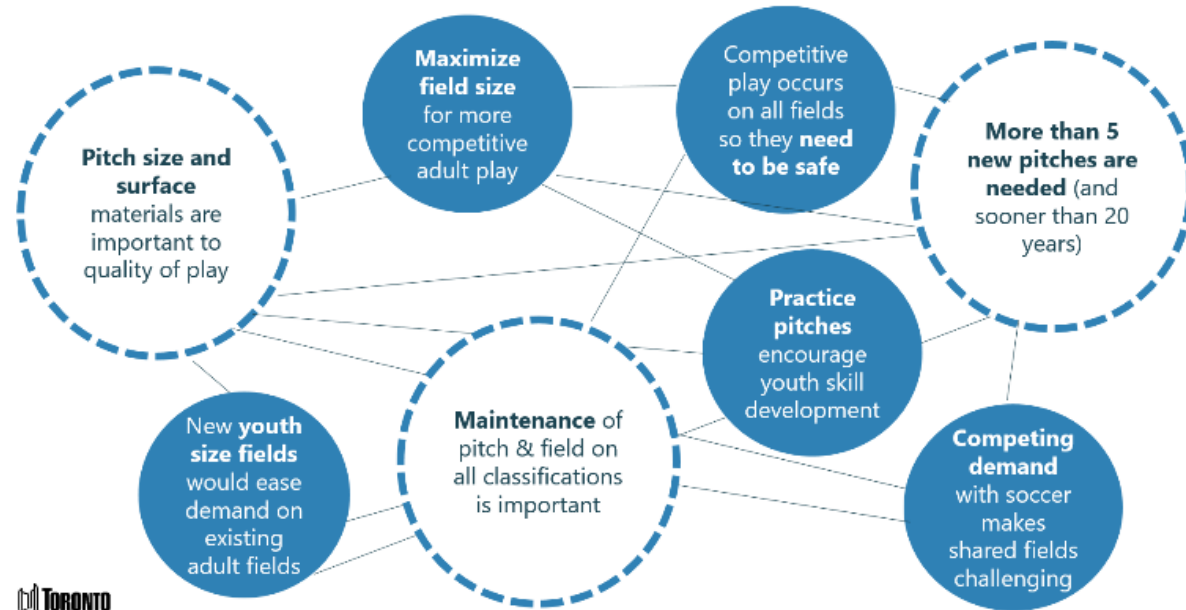 Pitch size and
surface
materials are
important to
quality of play
Maximize
field size
for more
competitive
adult play
Competitive
play occurs
on all fields
so they need
to be safe
More than 5
new pitches are
needed (and
sooner than 20
years)
New youth
size fields
would ease
demand on
existing
adult fields
Maintenance of
pitch & field on
all classifications
is important
Practice
pitches
encourage
youth skill
development
Competing
demand
with soccer
makes
shared fields
challenging
TORONTO